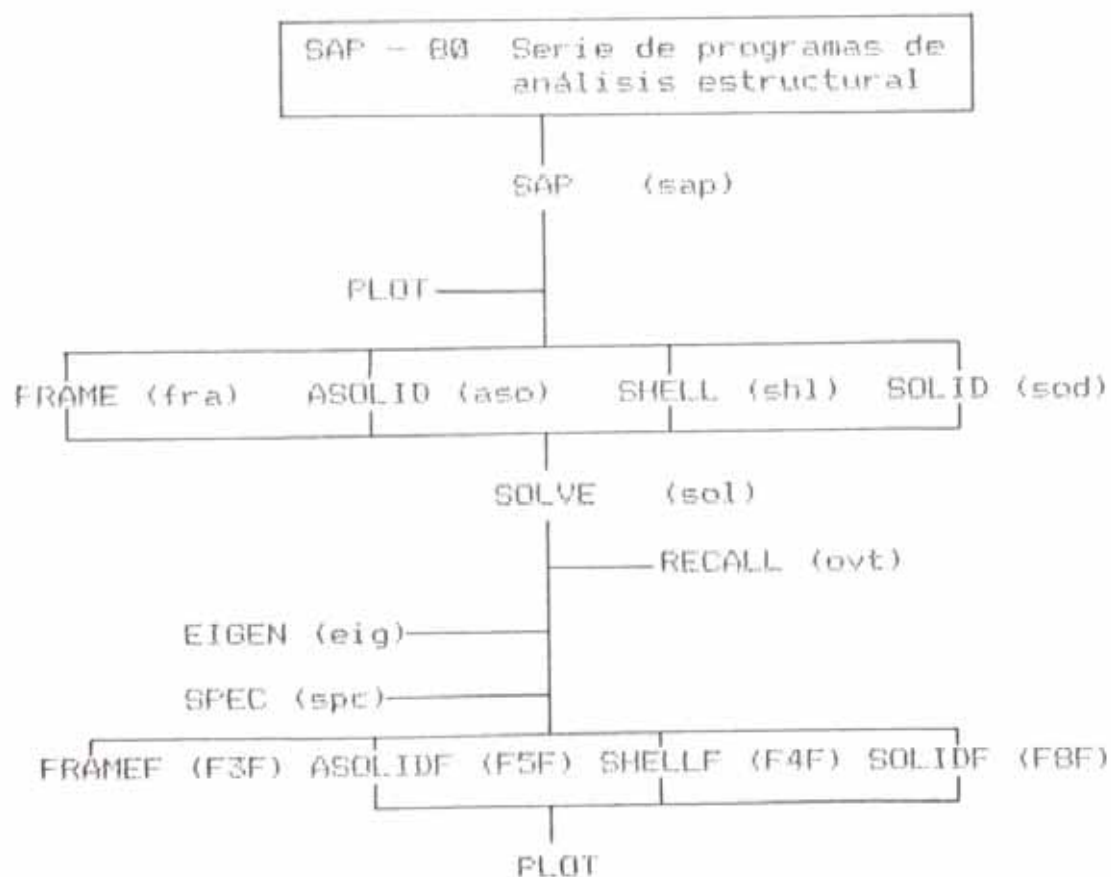 SAP - 80 Serie de programas de
análisis estructural
SAP (sap)
PLOT
FRAME (fra) ASOLID (aso) SHELL (shl) SOLID (sod)
SOLVE (sol)
RECALL (ovt)
EIGEN (eig)
SPEC (spc)
FRAMEF (F3F) ASOLIDF (F5F) SHELLF (F4F) SOLIDF (F8F)
PLOT